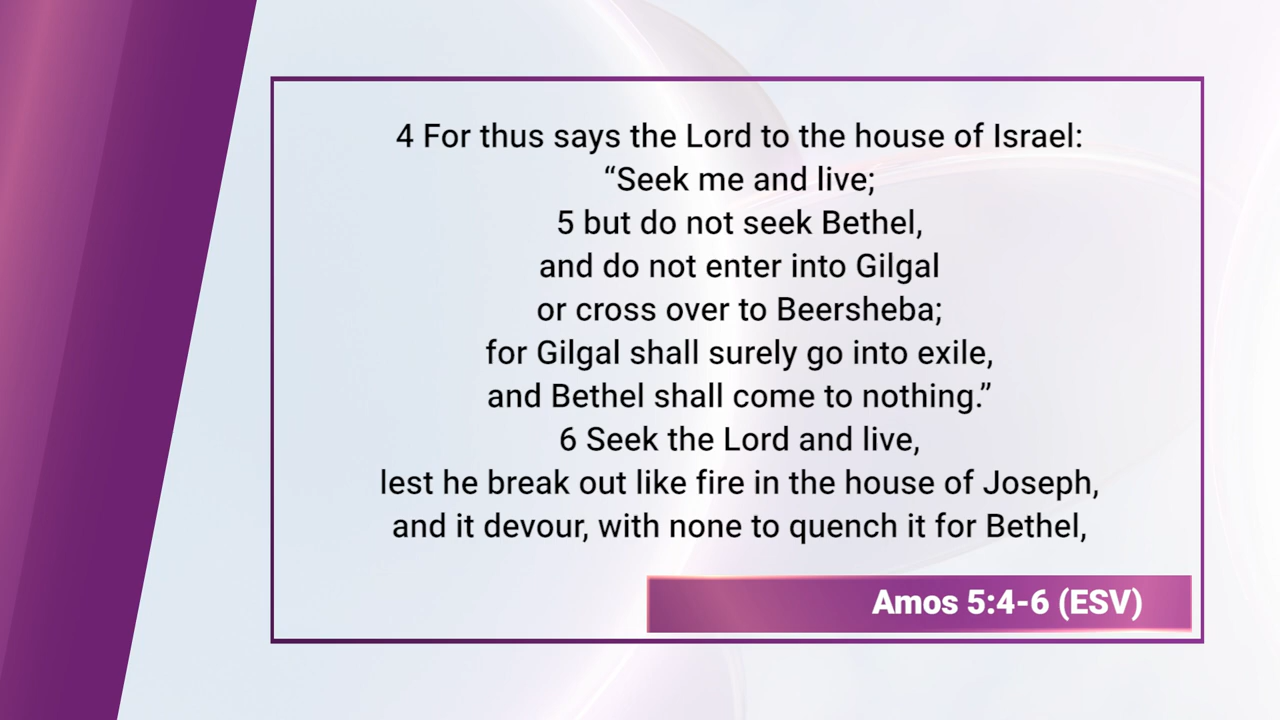 4 For thus says the Lord to the house of Israel:
“Seek me and live;
5 but do not seek Bethel,
and do not enter into Gilgal
or cross over to Beersheba;
for Gilgal shall surely go into exile,
and Bethel shall come to nothing.”
6 Seek the Lord and live,
lest he break out like fire in the house of Joseph,
and it devour, with none to quench it for Bethel,
Amos 5:4-6 (ESV)